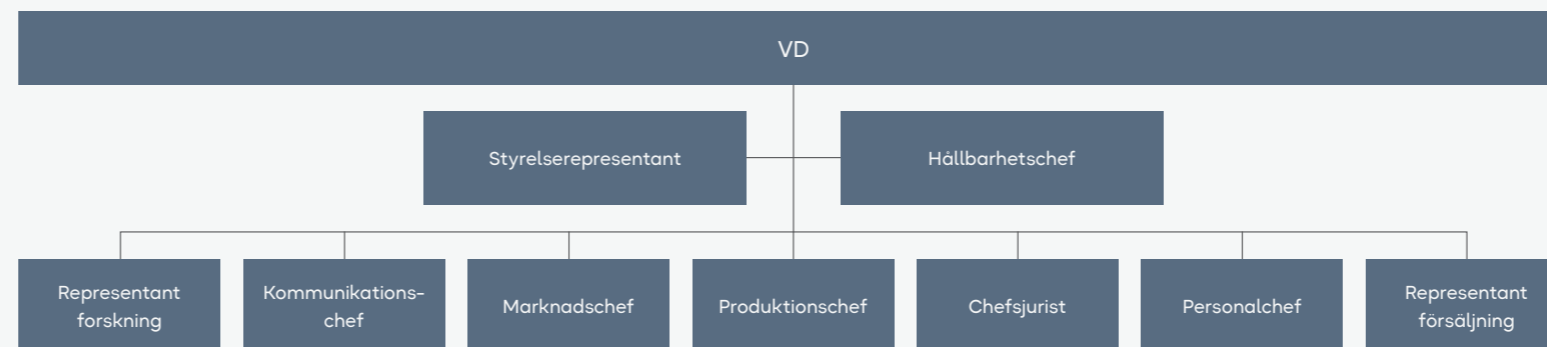 VD
Styrelserepresentant
Hållbarhetschef
Representant
forskning
Kommunikations-
chef
Marknadschef
Produktionschef
Chefsjurist
Personalchef
Representant
försäljning